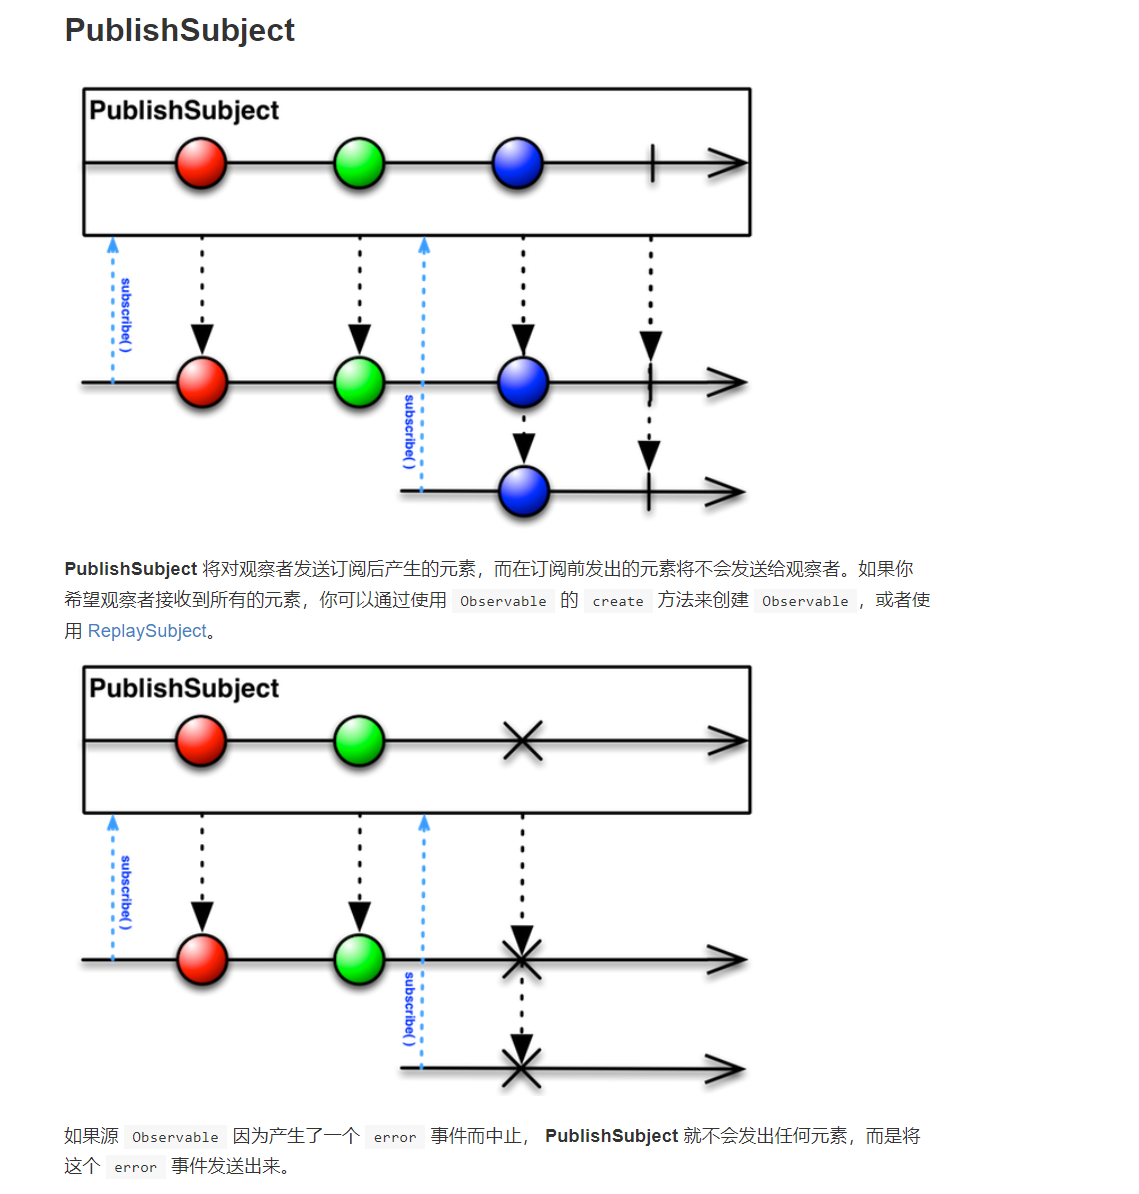 PublishSubject
PublishSubject
subscribe( )
subscribe( )
PublishSubject 将对观察者发送订阅后产生的元素，而在订阅前发出的元素将不会发送给观察者。如果你
希望观察者接收到所有的元素，你可以通过使用 Observable 的 create 方法来创建 Observable ，或者使
用 ReplaySubject。
PublishSubject
subscribe( )
subscribe( )
如果源 Observable 因为产生了一个 error 事件而中止， PublishSubject 就不会发出任何元素，而是将
这个 error 事件发送出来。